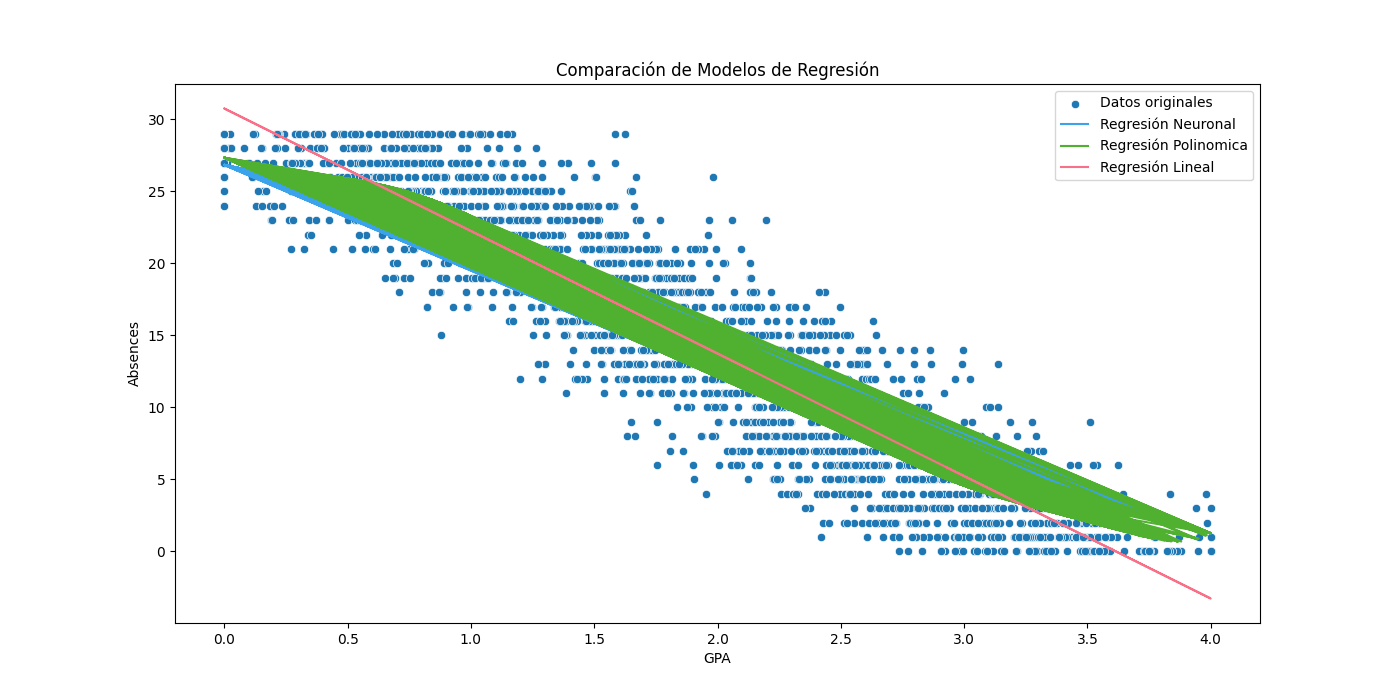 Comparación de Modelos de Regresión
Datos originales
Regresión Neuronal
Regresión Polinomica
Regresión Lineal
30
25
20
15
10
5
0
Absences
0.0 0.5 1.0 1.5 2.0 2.5 3.0 3.5 4.0
GPA